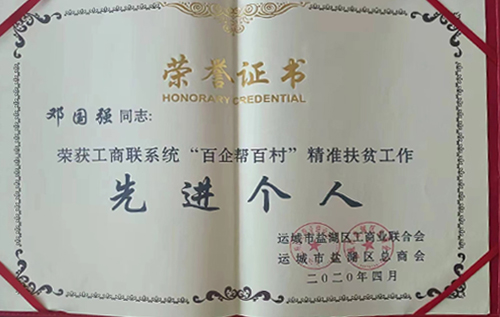 荣誉证书
HONORARY CREDENTIAL
邓国强同志:
荣获工商联系统“百企帮百村”精准扶贫工作
先进个人
运城市盐湖区工商业联合会
运城市盐湖区总商会
二〇二〇年四月